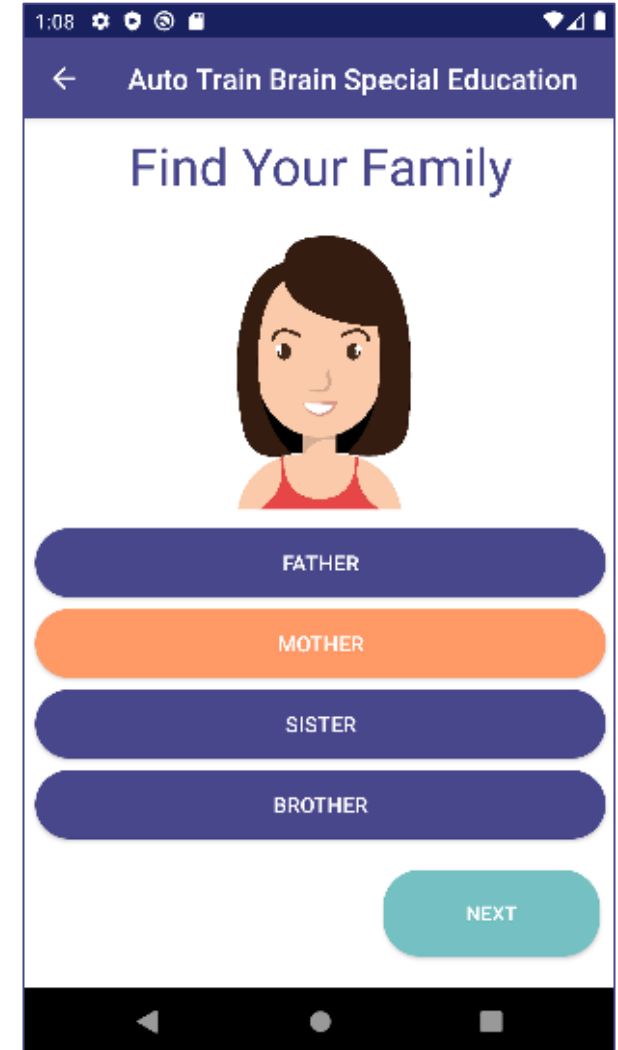 1:08
Auto Train Brain Special Education
Find Your Family
FATHER
MOTHER
SISTER
BROTHER
NEXT